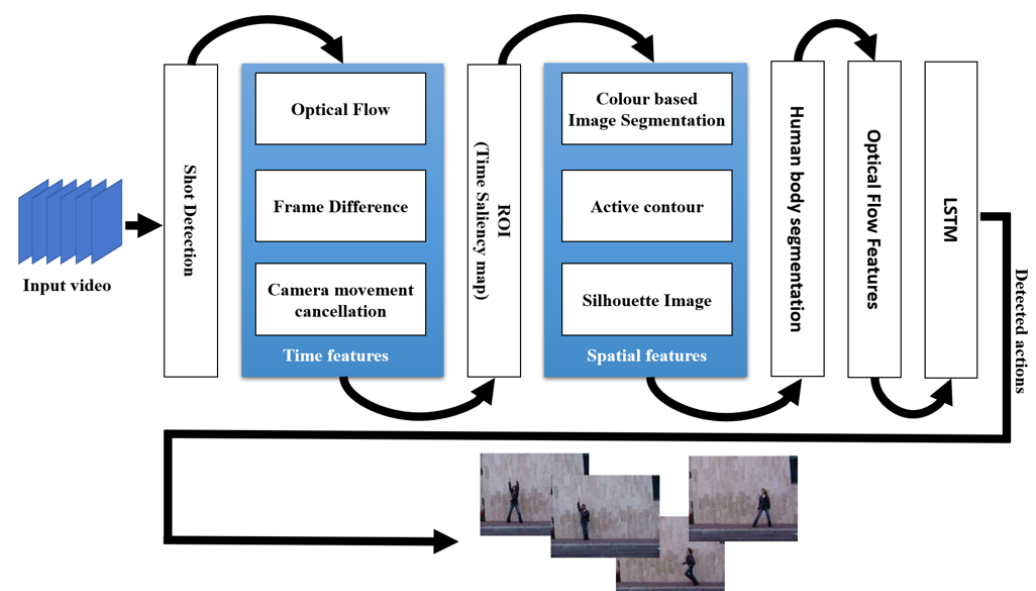 Input video
Shot Detection
Optical Flow
Frame Difference
Camera movement
cancellation
Time features
ROI
(Time Saliency map)
Colour based
Image Segmentation
Active contour
Silhouette Image
Spatial features
Human body segmentation
Optical Flow Features
LSTM
Detected actions